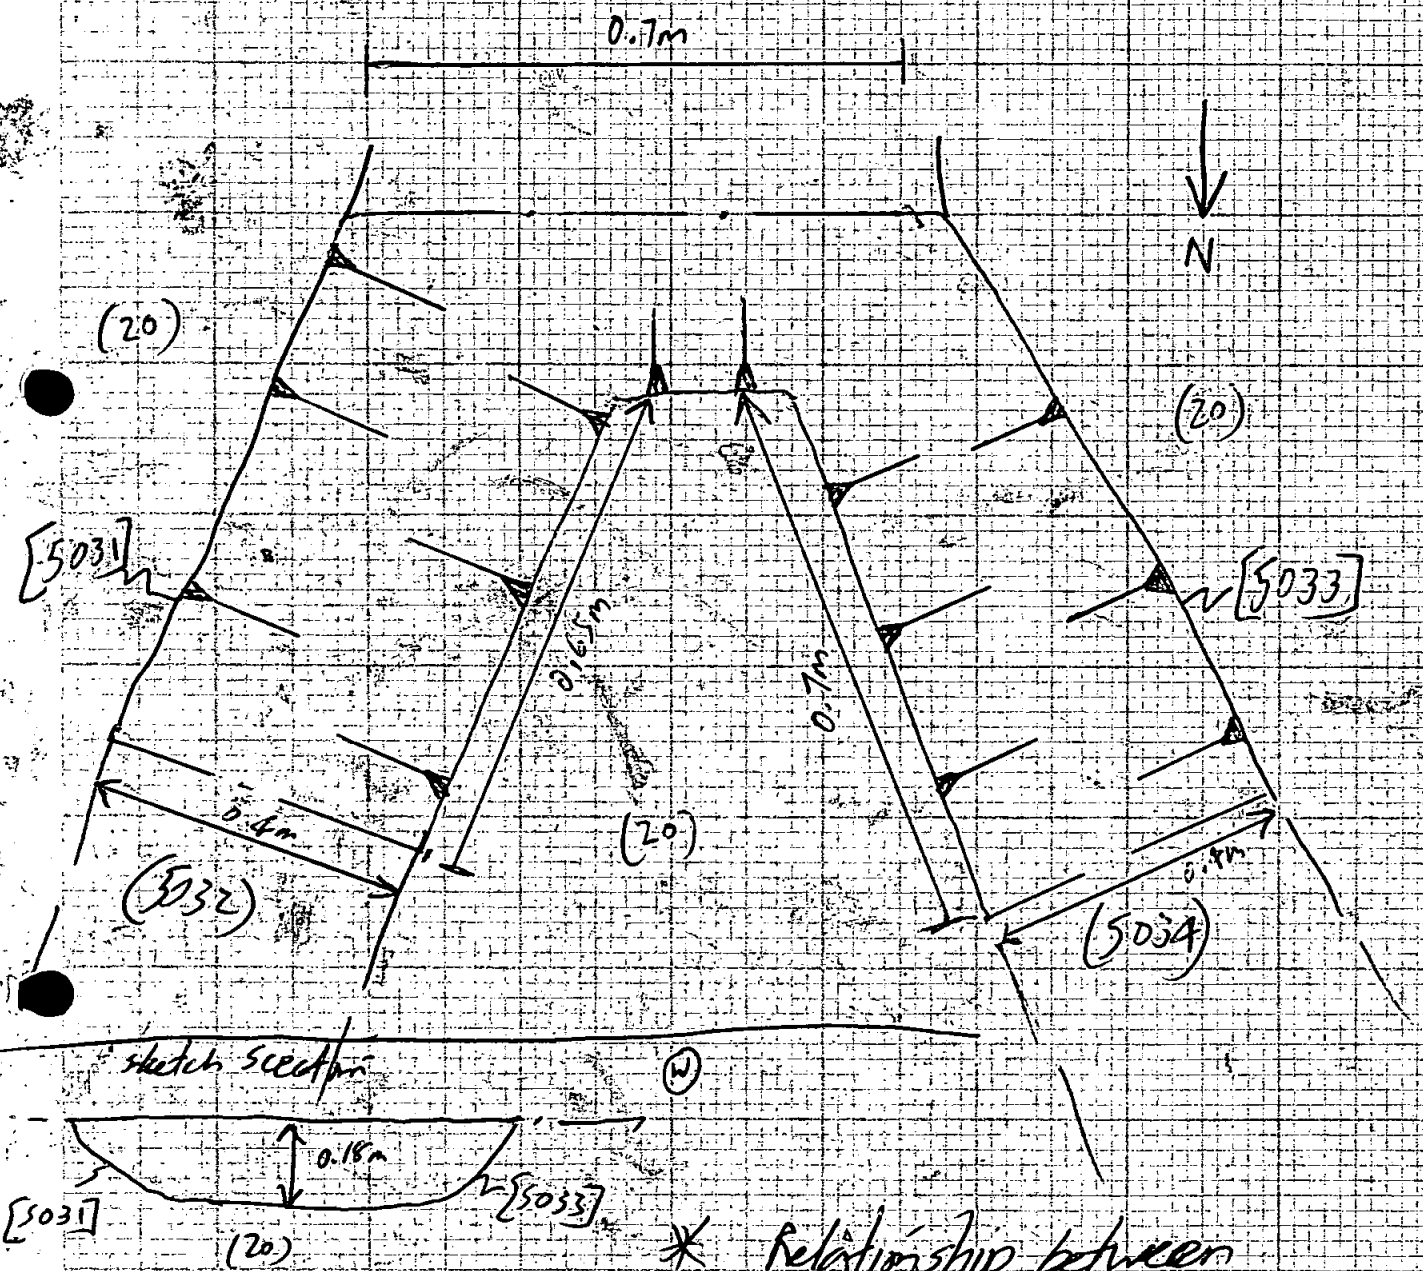 0.7m
N
(20)
(20)
[5031]
[5033]
0.65m
0.7m
0.4m
(20)
0.4m
(5032)
(5034)
sketch scection
W
0.18m
[5031]
[5033]
(20)
* Relationship between